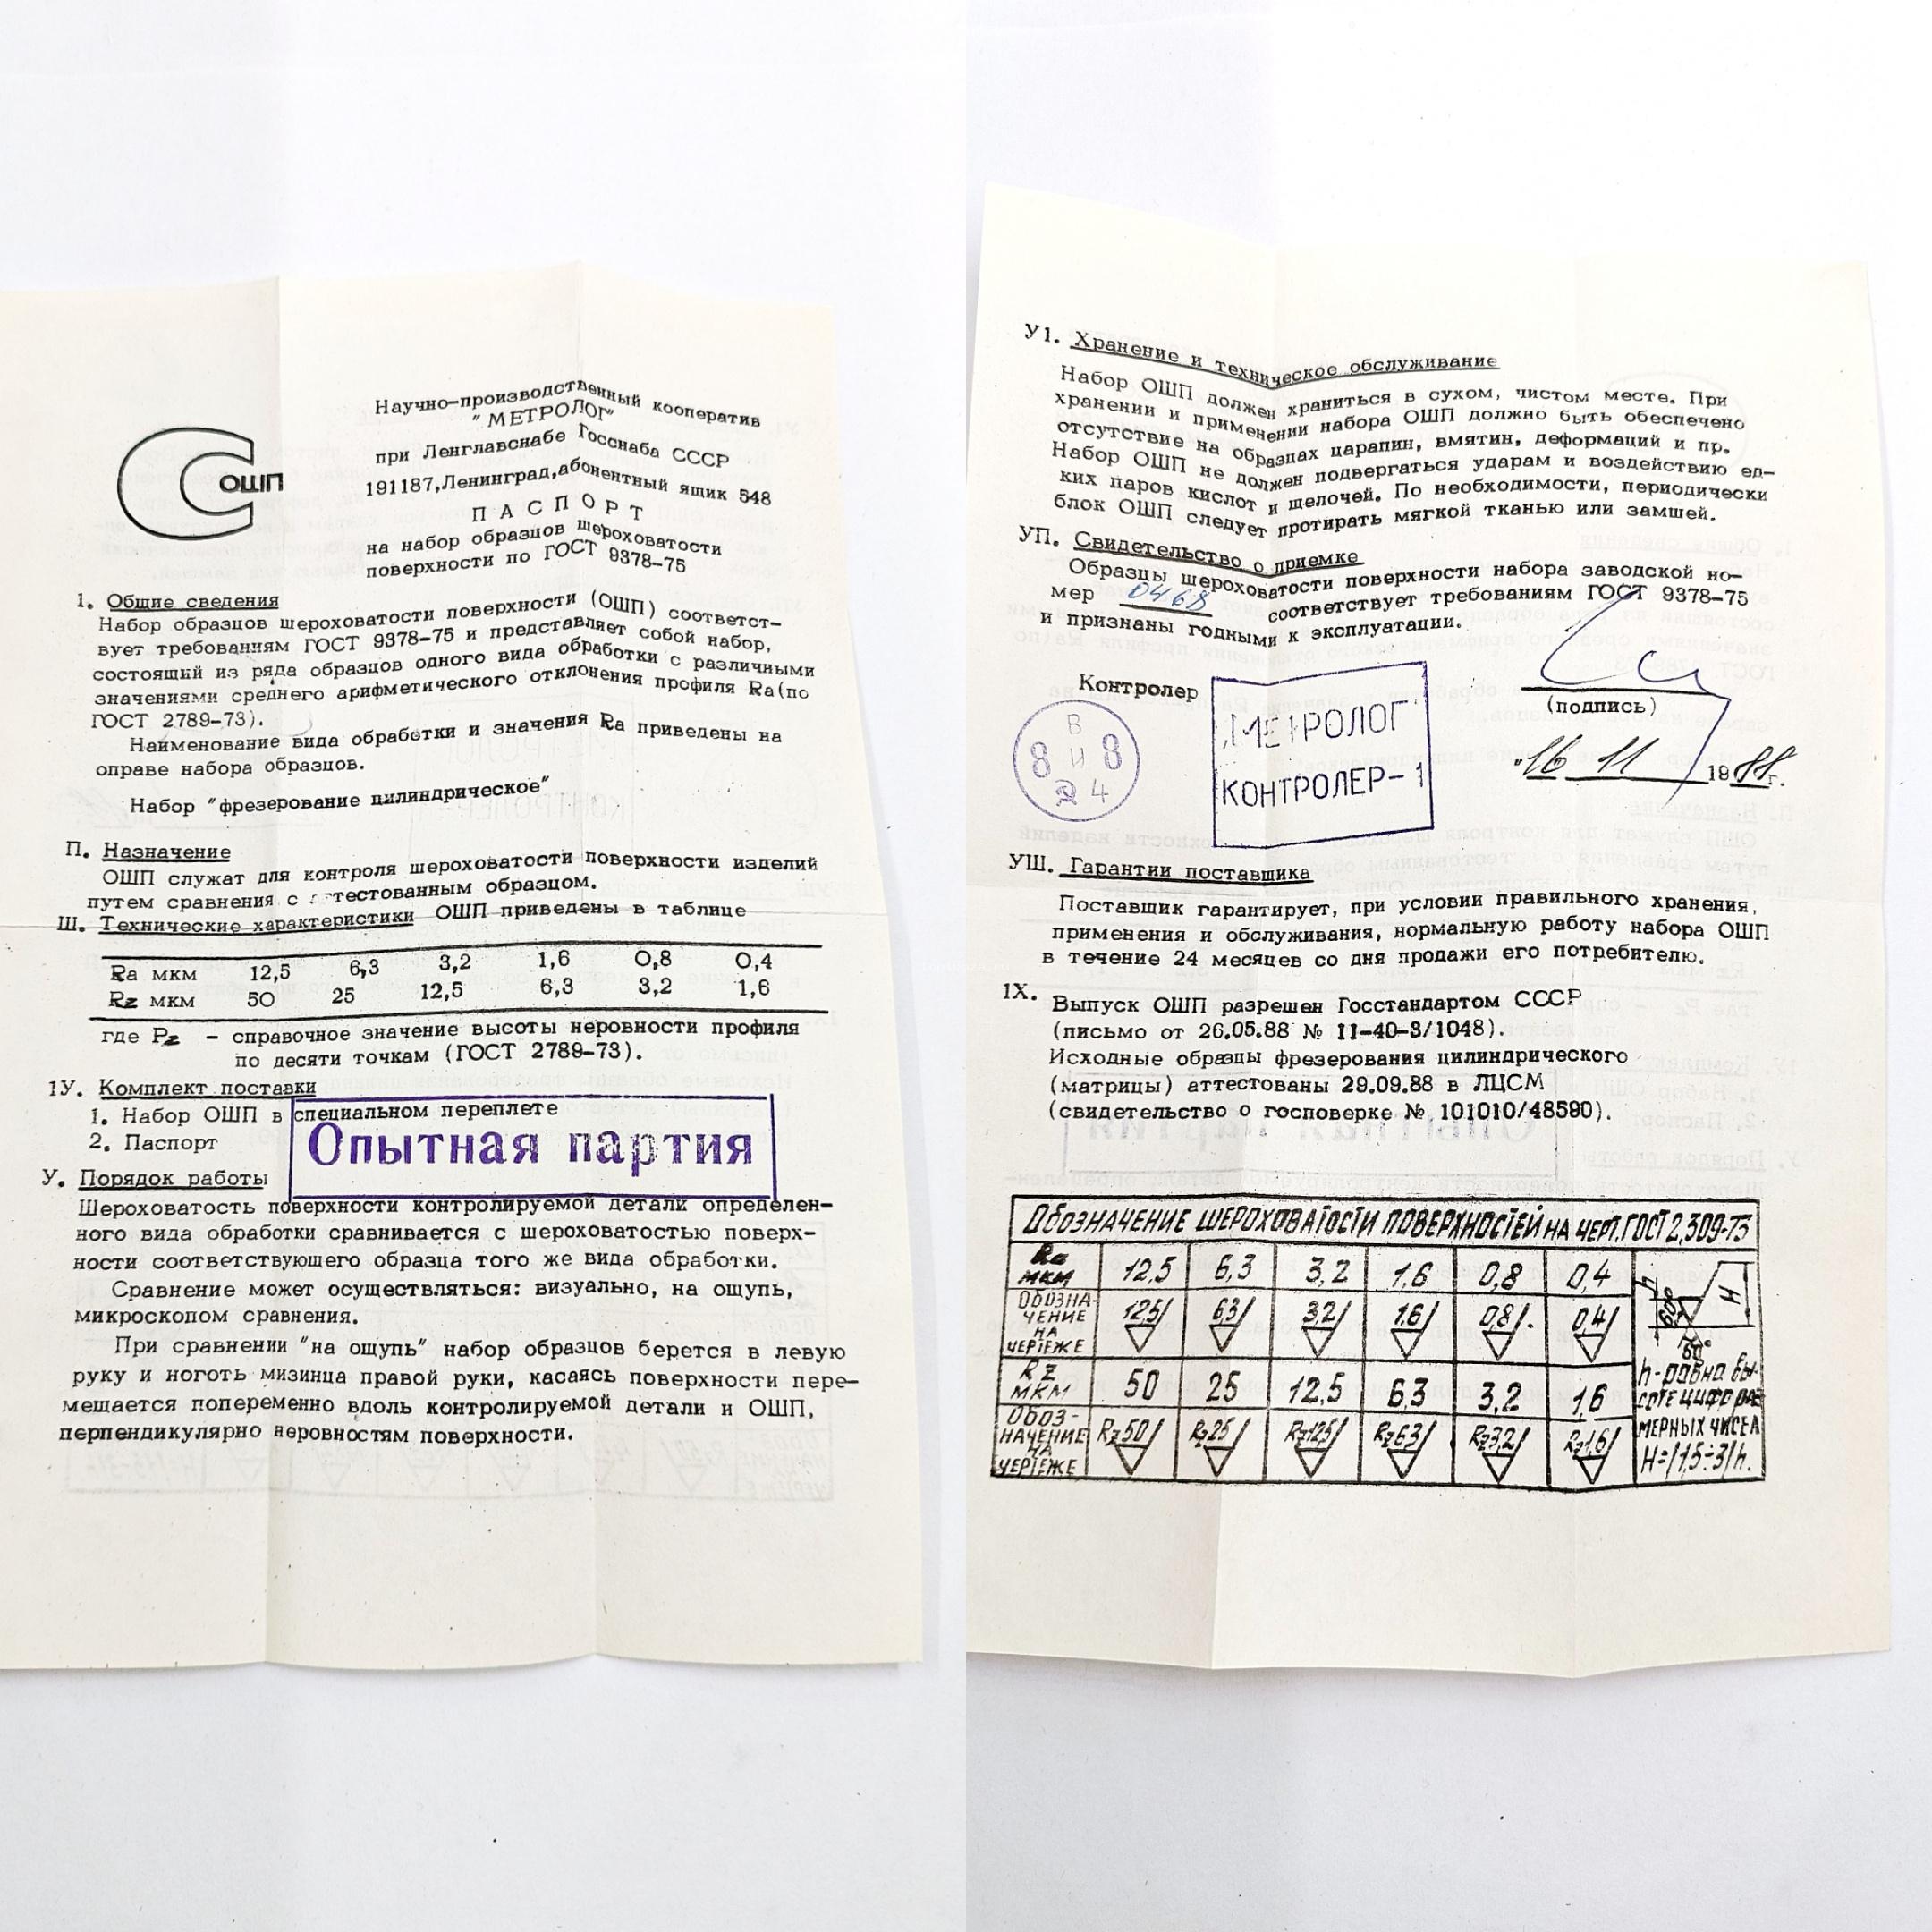 ОШП
Научно-производственный кооператив
"МЕТРОЛОГ"
при Ленглавснабе Госснаба СССР
191187,Ленинград,абонентный ящик 548
П А С П О Р Т
на набор образцов шероховатости
поверхности по ГОСТ 9378-75
1. Общие сведения
Набор образцов шероховатости поверхности (ОШП) соответст-
вует требованиям ГОСТ 9378-75 и представляет собой набор,
состоящий из ряда образцов одного вида обработки с различными
значениями среднего арифметического отклонения профиля Ra(по
ГОСТ 2789-73).
Наименование вида обработки и значения Ra приведены на
оправе набора образцов.
Набор "фрезерование цилиндрическое"
П. Назначение
ОШП служат для контроля шероховатости поверхности изделий
путем сравнения с аттестованным образцом.
Ш. Технические характеристики ОШП приведены в таблице
Ra мкм 12,5 6,3 3,2 1,6 0,8 0,4
Rz мкм 50 25 12,5 6,3 3,2 1,6
где Pz - справочное значение высоты неровности профиля
по десяти точкам (ГОСТ 2789-73).
1У. Комплект поставки
1. Набор ОШП в специальном переплете
2. Паспорт
Опытная партия
У. Порядок работы
Шероховатость поверхности контролируемой детали определен-
ного вида обработки сравнивается с шероховатостью поверх-
ности соответствующего образца того же вида обработки.
Сравнение может осуществляться: визуально, на ощупь,
микроскопом сравнения.
При сравнении "на ощупь" набор образцов берется в левую
руку и ноготь мизинца правой руки, касаясь поверхности пере-
мещается попеременно вдоль контролируемой детали и ОШП,
перпендикулярно неровностям поверхности.
У1. Хранение и техническое обслуживание
Набор ОШП должен храниться в сухом, чистом месте. При
хранении и применении набора ОШП должно быть обеспечено
отсутствие на образцах царапин, вмятин, деформаций и пр.
Набор ОШП не должен подвергаться ударам и воздействию ед-
ких паров кислот и щелочей. По необходимости, периодически
блок ОШП следует протирать мягкой тканью или замшей.
УП. Свидетельство о приемке
Образцы шероховатости поверхности набора заводской но-
мер 0468 соответствует требованиям ГОСТ 9378-75
и признаны годными к эксплуатации.
Контролер
(подпись)
В
8 И 8
4
"МЕТРОЛОГ"
КОНТРОЛЕР-1
"16 11 1988г.
УШ. Гарантии поставщика
Поставщик гарантирует, при условии правильного хранения,
применения и обслуживания, нормальную работу набора ОШП
в течение 24 месяцев со дня продажи его потребителю.
1Х. Выпуск ОШП разрешен Госстандартом СССР
(письмо от 26.05.88 № 11-40-3/1048).
Исходные образцы фрезерования цилиндрического
(матрицы) аттестованы 29.09.88 в ЛЦСМ
(свидетельство о госповерке № 101010/48590).
ОБОЗНАЧЕНИЕ ШЕРОХОВАТОСТИ ПОВЕРХНОСТЕЙ НА ЧЕРТ.ГОСТ 2,309-73
Ra МКМ 12,5 6,3 3,2 1,6 0,8 0,4
ОБОЗНА-
ЧЕНИЕ
НА
ЧЕРТЕЖЕ
12,5 6,3 3,2 1,6 0,8 0,4
RZ МКМ 50 25 12,5 6,3 3,2 1,6
ОБОЗ-
НАЧЕНИЕ
НА
ЧЕРТЕЖЕ
Rz50 Rz25 Rz12,5 Rz6,3 Rz3,2 Rz1,6
h H
60° 60°
h-РАВНА ВЫ-
СОТЕ ЦИФР РАЗ
МЕРНЫХ ЧИСЕЛ
H=(1,5÷3)h.